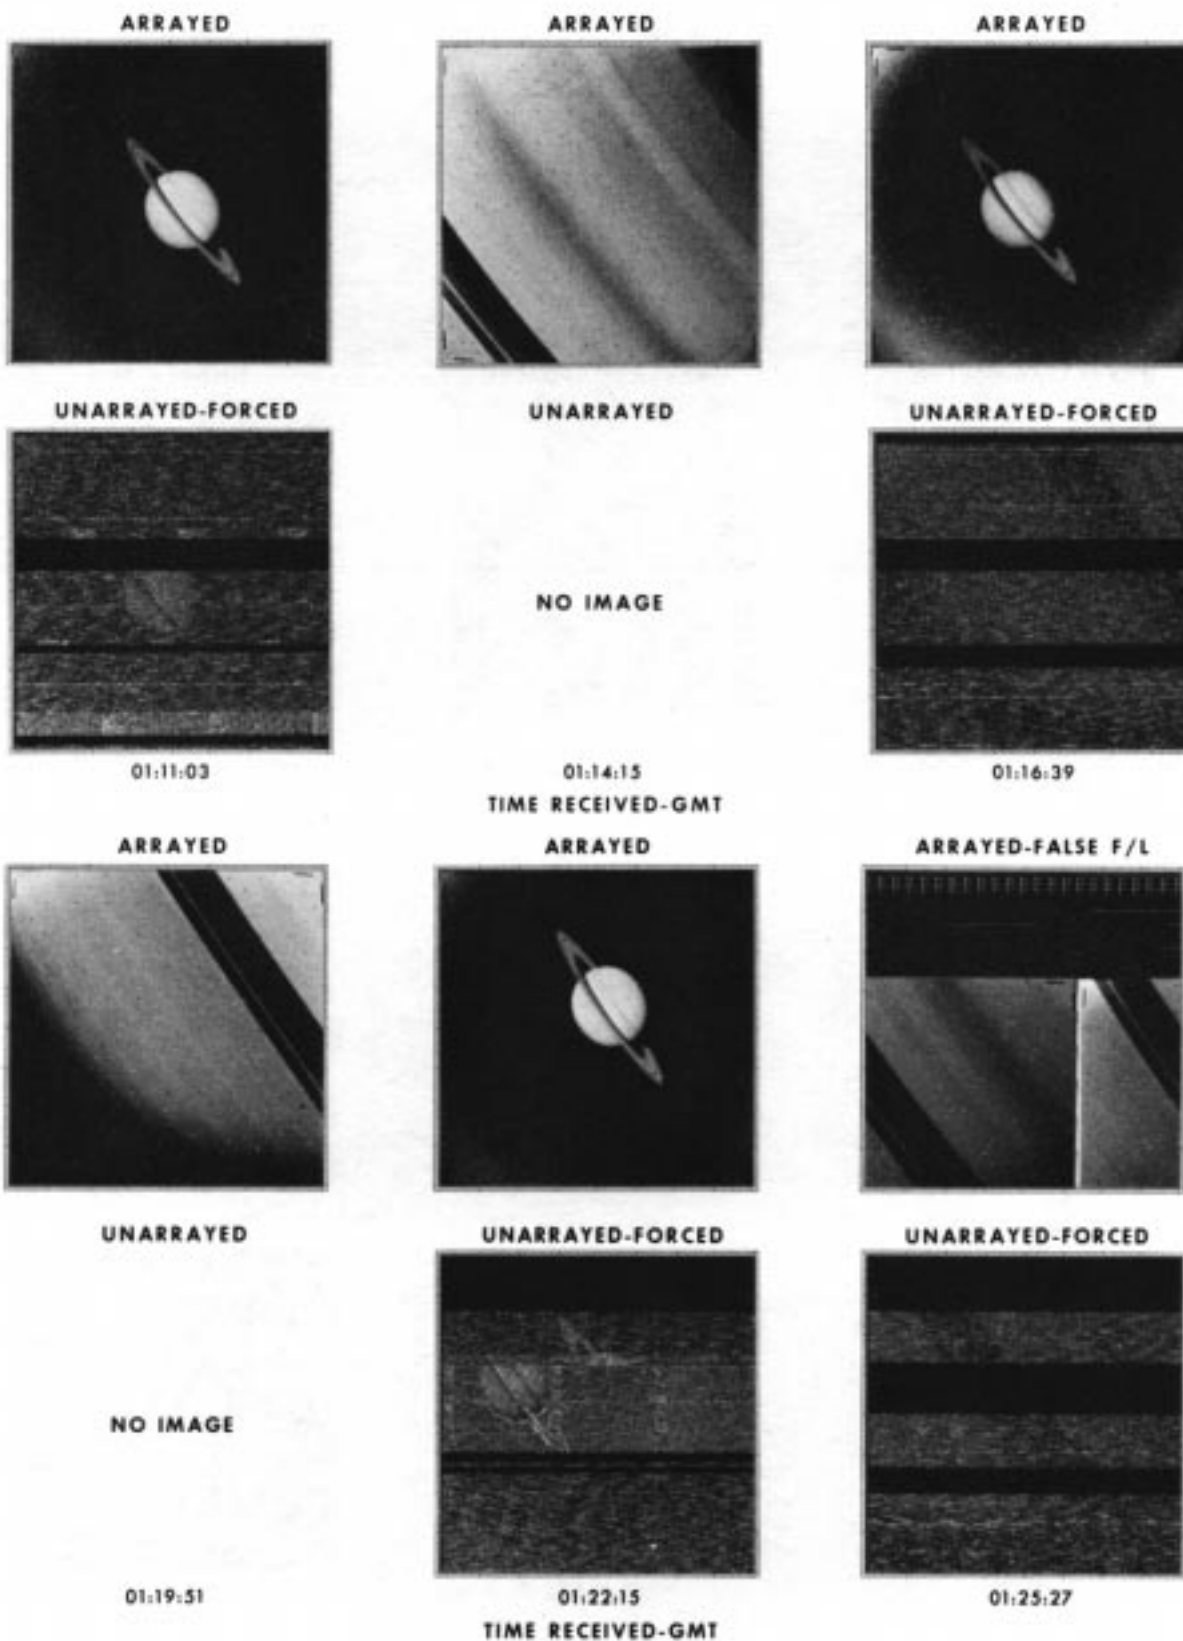 ARRAYED ARRAYED ARRAYED
UNARRAYED-FORCED UNARRAYED UNARRAYED-FORCED
NO IMAGE
01:11:03 01:14:15 01:16:39
TIME RECEIVED-GMT
ARRAYED ARRAYED ARRAYED-FALSE F/L
UNARRAYED UNARRAYED-FORCED UNARRAYED-FORCED
NO IMAGE
01:19:51 01:22:15 01:25:27
TIME RECEIVED-GMT